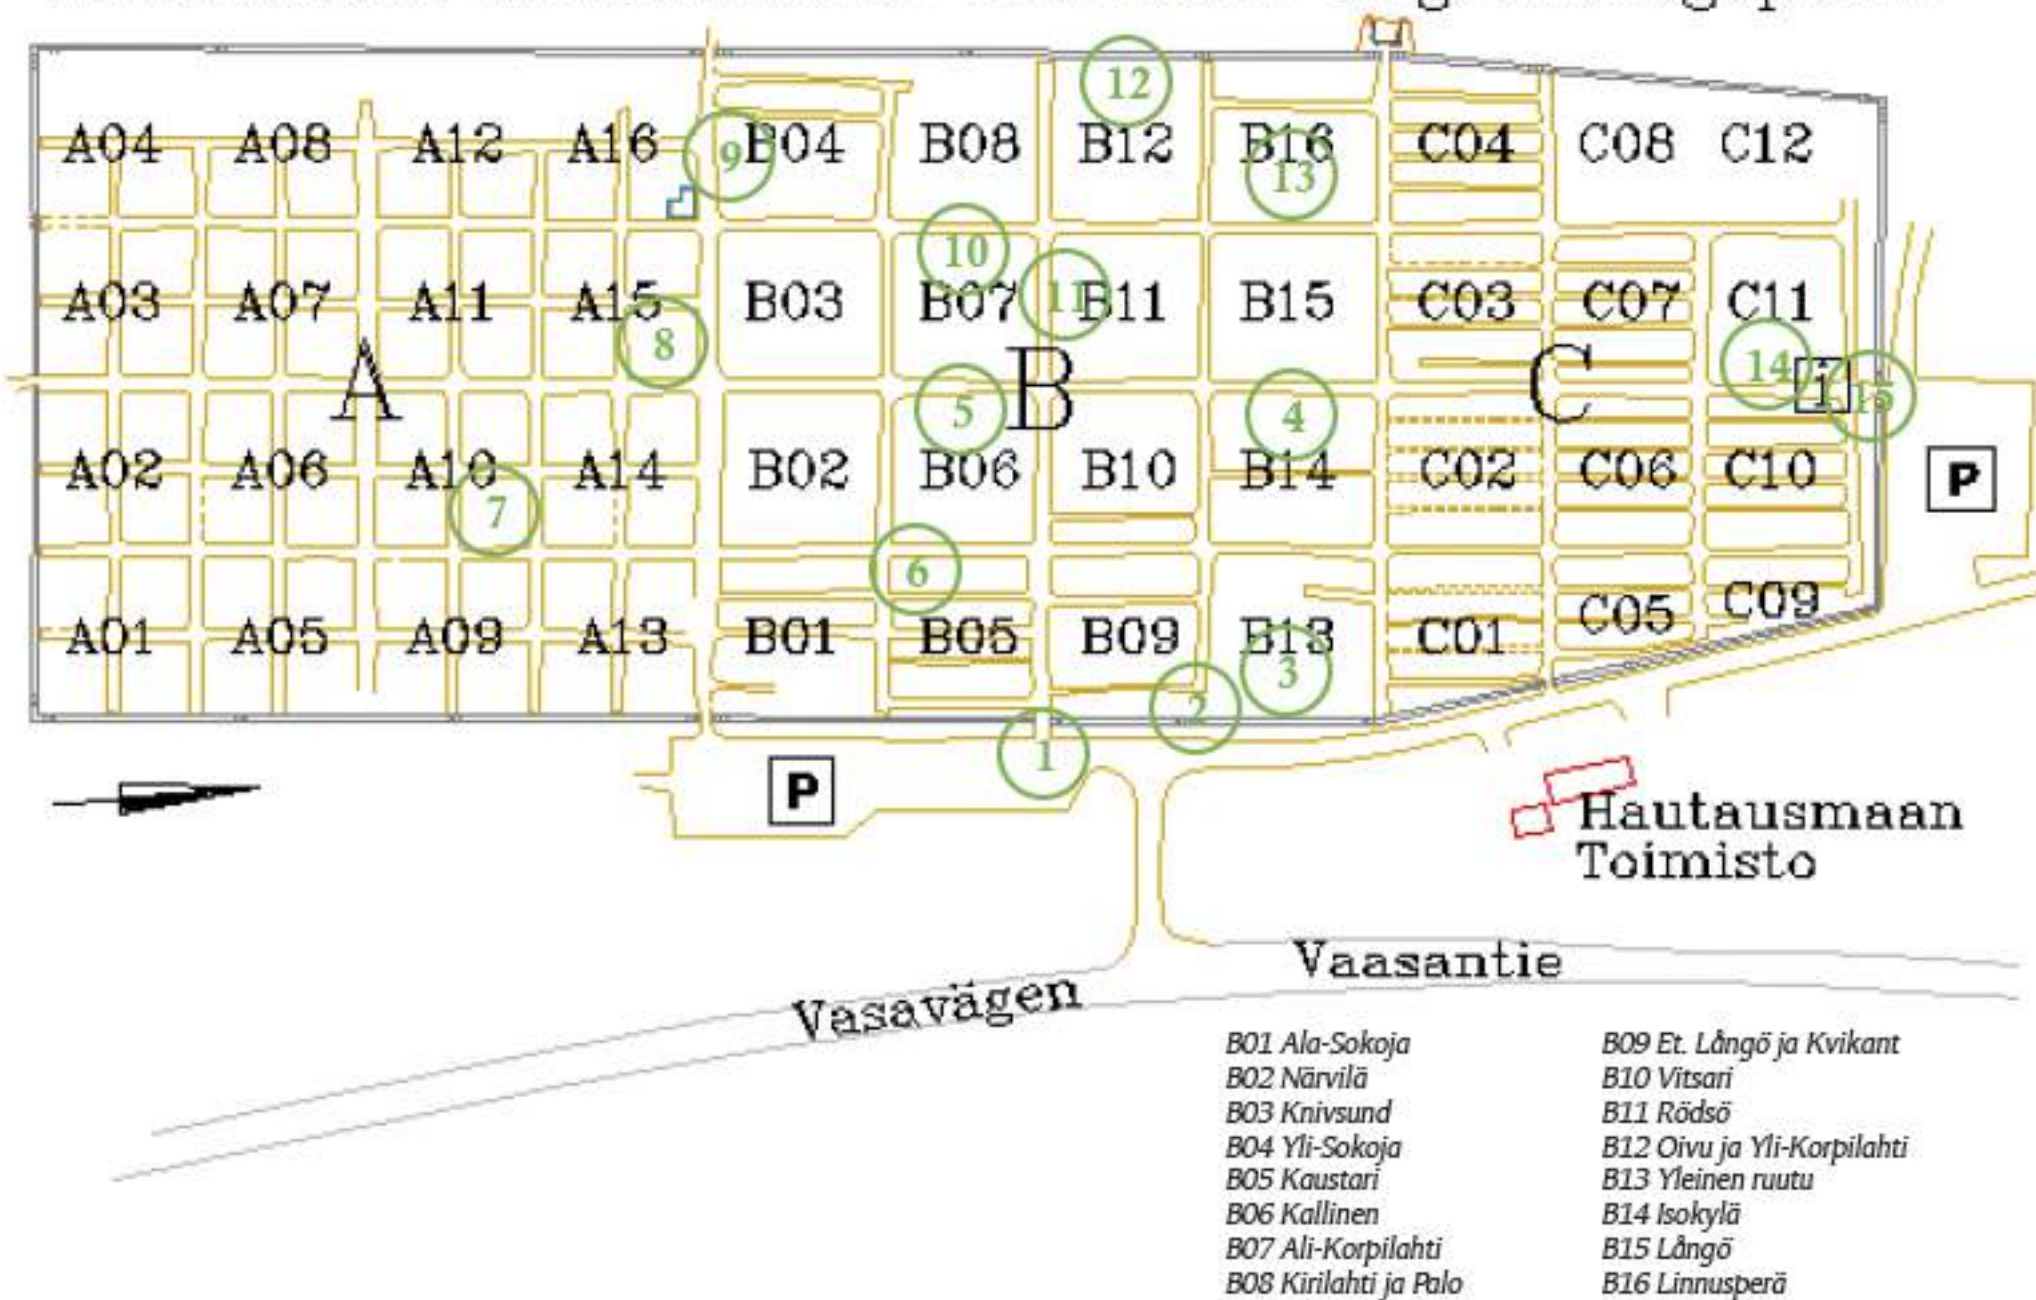 12
A04 A08 A12 A16 9 B04 B08 B12 B16 C04 C08 C12
13
10
A03 A07 A11 A15 B03 B07 11 B11 B15 C03 C07 C11
8 14 i 15
A B C
5 4
A02 A06 A10 A14 B02 B06 B10 B14 C02 C06 C10 P
7
6
A01 A05 A09 A13 B01 B05 B09 B13 C01 C05 C09
3
2
1
P
Hautausmaan
Toimisto
Vaasantie
Vasavägen
B01 Ala-Sokoja
B02 Närvilä
B03 Knivsund
B04 Yli-Sokoja
B05 Kaustari
B06 Kallinen
B07 Ali-Korpilahti
B08 Kirilahti ja Palo
B09 Et. Långö ja Kvikant
B10 Vitsari
B11 Rödsö
B12 Oivu ja Yli-Korpilahti
B13 Yleinen ruutu
B14 Isokylä
B15 Långö
B16 Linnusperä